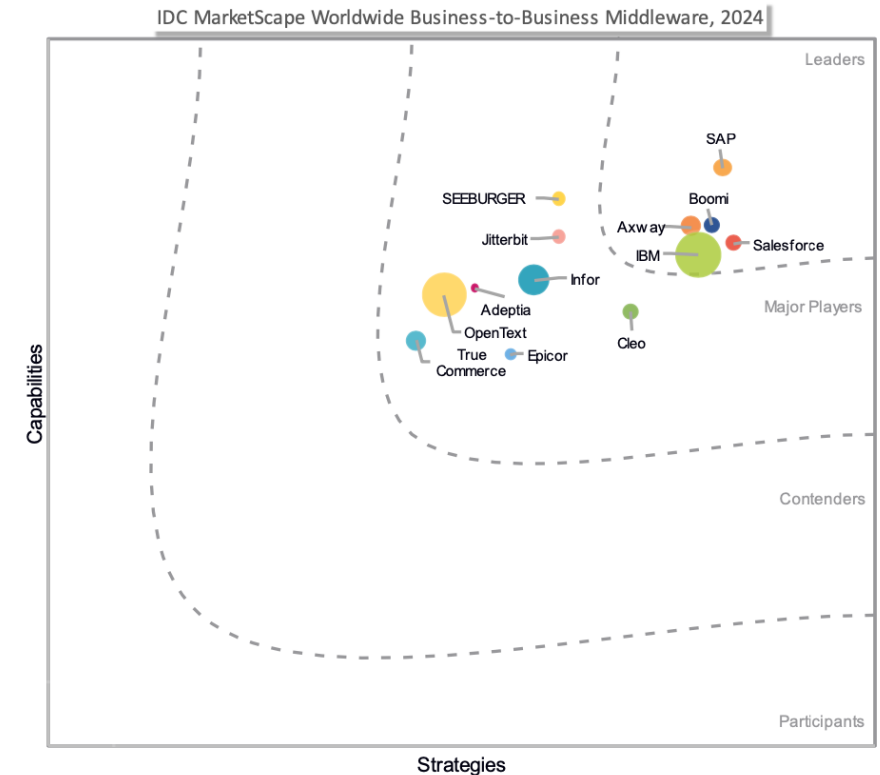 IDC MarketScape Worldwide Business-to-Business Middleware, 2024
Leaders
SAP
SEEBURGER
Boomi
Axway
Jitterbit
Salesforce
IBM
Infor
Major Players
Adeptia
OpenText
Cleo
True
Commerce
Epicor
Capabilities
Contenders
Participants
Strategies